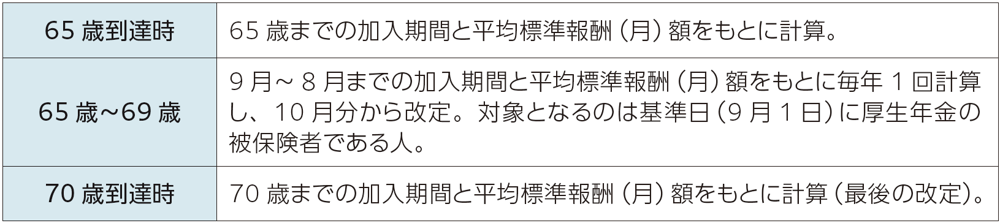 65 歳到達時
65 歳までの加入期間と平均標準報酬（月）額をもとに計算。
65 歳～69 歳
9 月～ 8 月までの加入期間と平均標準報酬（月）額をもとに毎年 1 回計算
し、10 月分から改定。対象となるのは基準日（9 月 1 日）に厚生年金の
被保険者である人。
70 歳到達時
70 歳までの加入期間と平均標準報酬（月）額をもとに計算（最後の改定）。